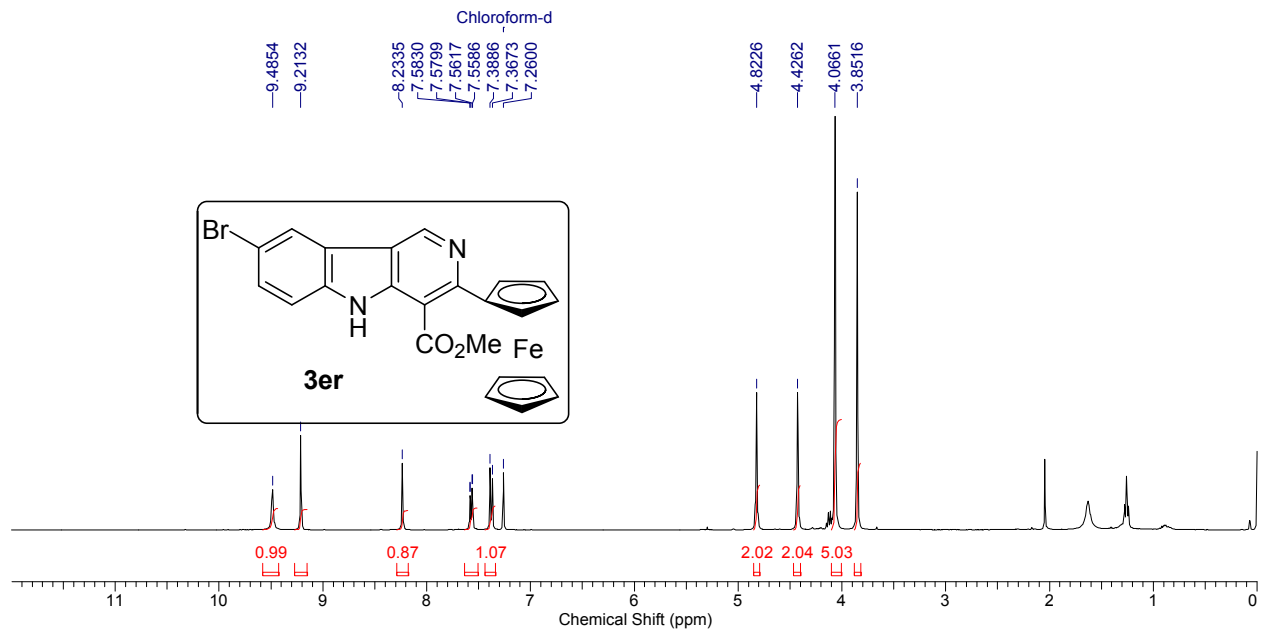 Chloroform-d
9.4854
9.2132
8.2335
7.5830
7.5799
7.5617
7.5586
7.3886
7.3673
7.2600
4.8226
4.4262
4.0661
3.8516
Br
N
N
H
CO2Me Fe
3er
0.99 0.87 1.07 2.02 2.04 5.03
11 10 9 8 7 6 5 4 3 2 1 0
Chemical Shift (ppm)